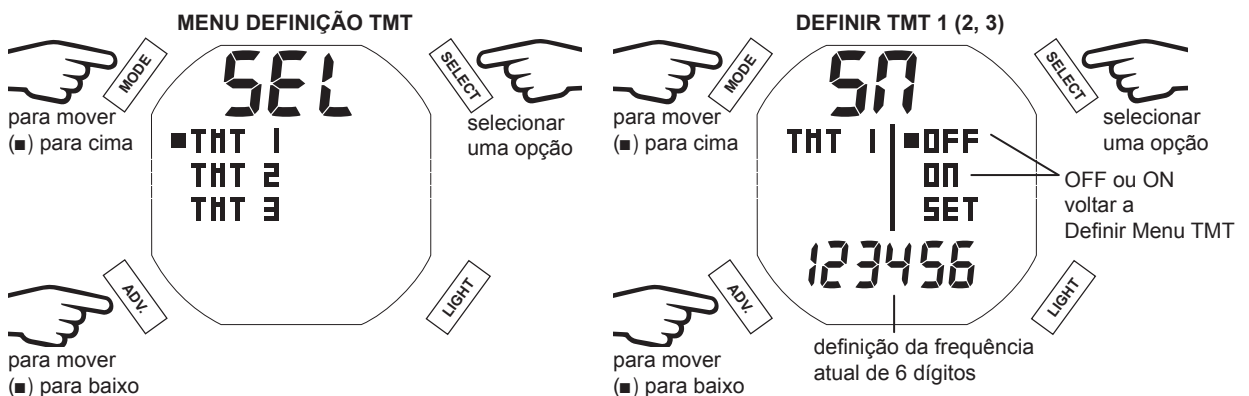 MENU DEFINIÇÃO TMT
MODE
SELECT
SEL
para mover
(■) para cima
selecionar
uma opção
■TMT 1
TMT 2
TMT 3
ADV.
LIGHT
para mover
(■) para baixo
DEFINIR TMT 1 (2, 3)
MODE
SELECT
SN
para mover
(■) para cima
selecionar
uma opção
TMT 1 ■OFF
ON
SET
OFF ou ON
voltar a
Definir Menu TMT
123456
ADV.
LIGHT
definição da frequência
atual de 6 dígitos
para mover
(■) para baixo